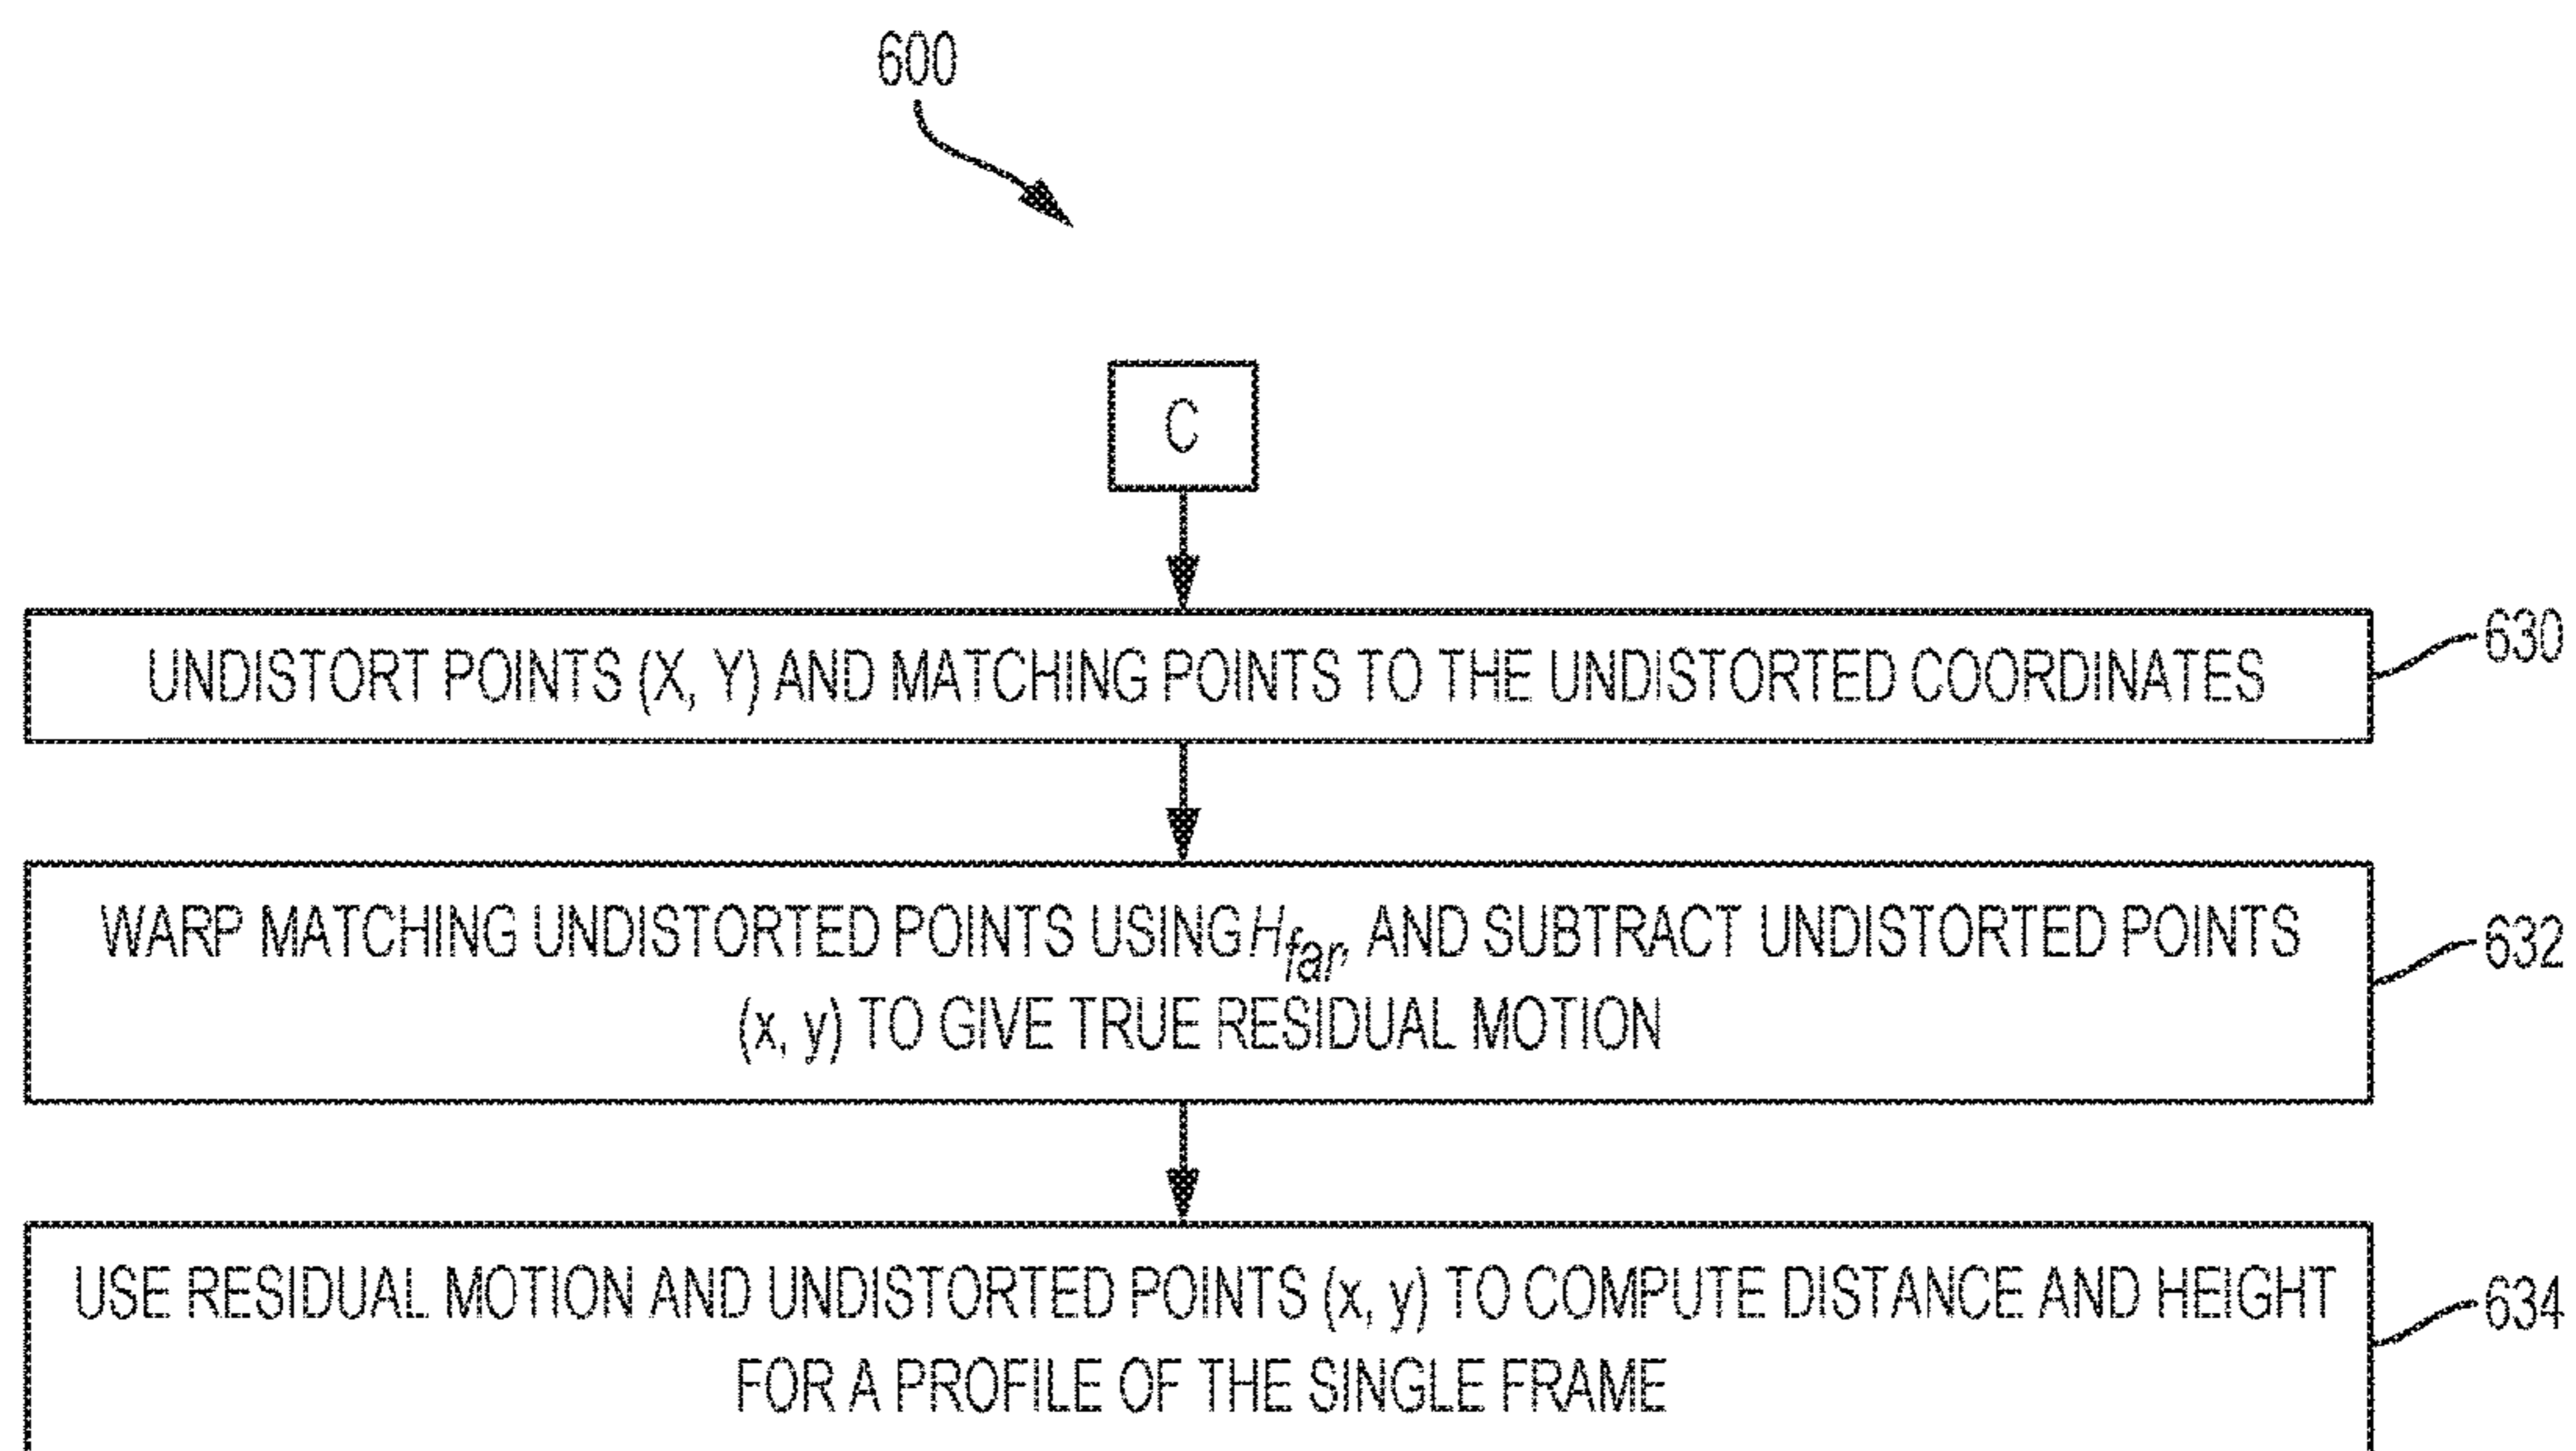 600
C
UNDISTORT POINTS (X, Y) AND MATCHING POINTS TO THE UNDISTORTED COORDINATES
630
WARP MATCHING UNDISTORTED POINTS USING H_far, AND SUBTRACT UNDISTORTED POINTS
(x, y) TO GIVE TRUE RESIDUAL MOTION
632
USE RESIDUAL MOTION AND UNDISTORTED POINTS (x, y) TO COMPUTE DISTANCE AND HEIGHT
FOR A PROFILE OF THE SINGLE FRAME
634